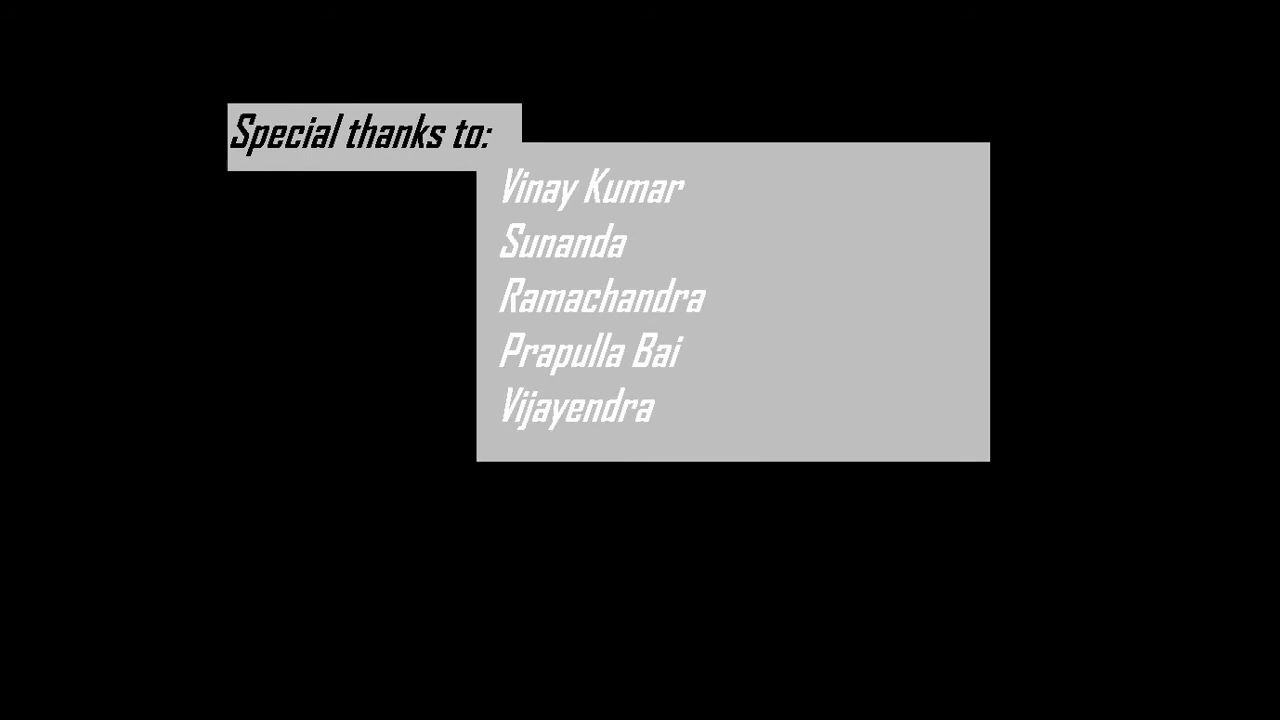 Special thanks to:
Vinay Kumar
Sunanda
Ramachandra
Prapulla Bai
Vijayendra